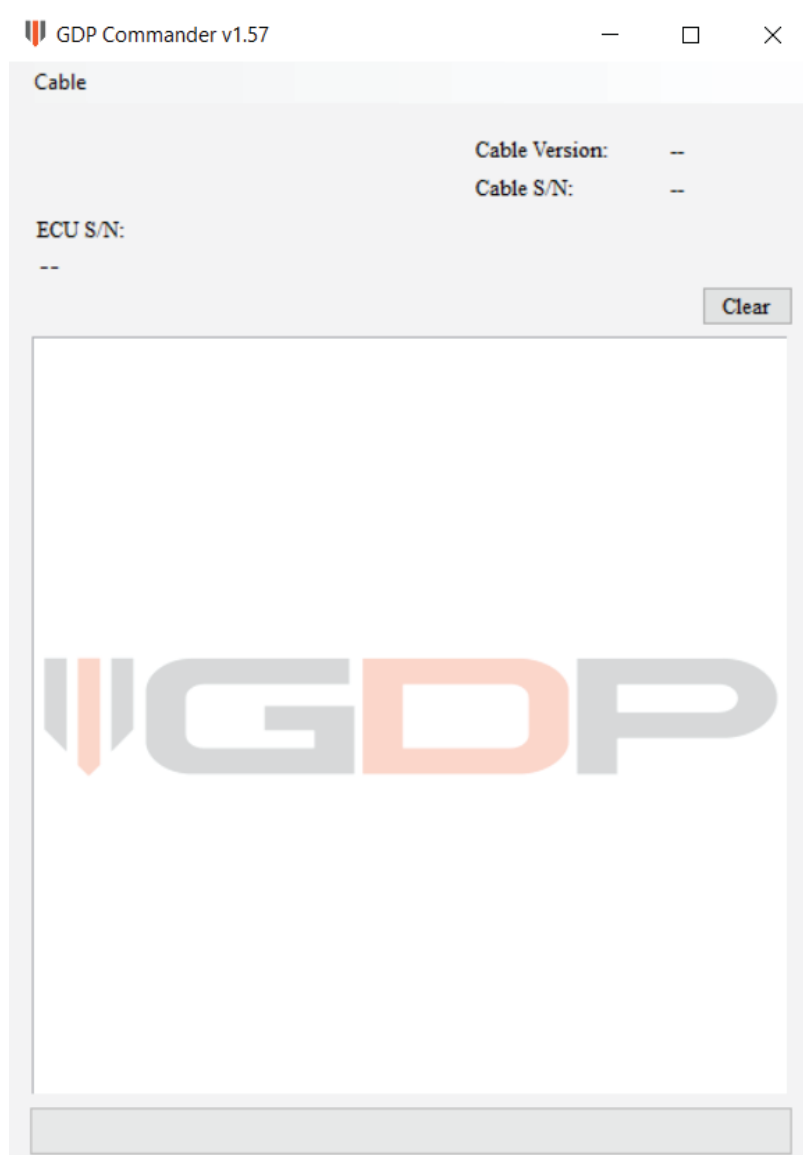 GDP Commander v1.57
Cable
Cable Version: --
Cable S/N: --
ECU S/N:
--
Clear
GDP